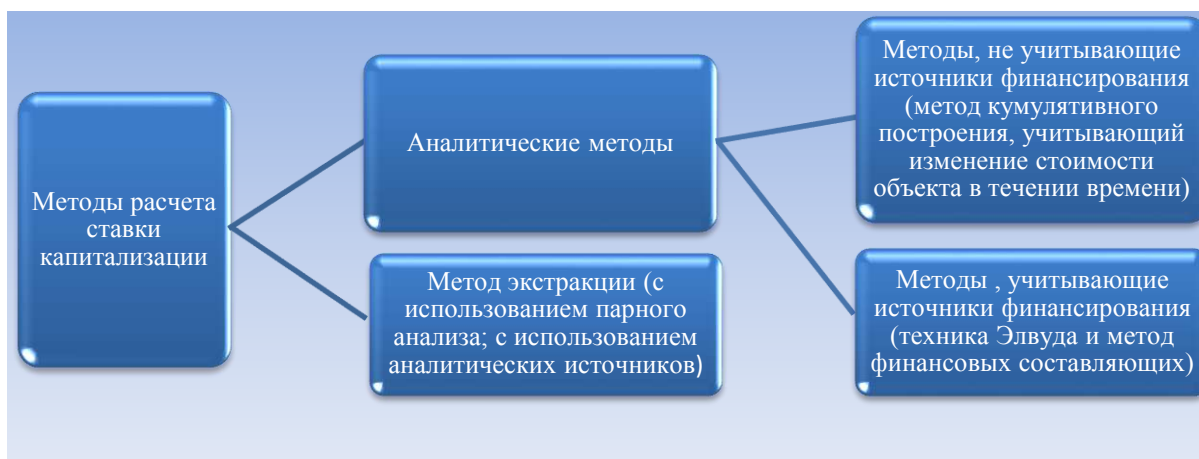 Методы расчета
ставки
капитализации
Аналитические методы
Метод экстракции (с
использованием парного
анализа; с использованием
аналитических источников)
Методы, не учитывающие
источники финансирования
(метод кумулятивного
построения, учитывающий
изменение стоимости
объекта в течении времени)
Методы , учитывающие
источники финансирования
(техника Элвуда и метод
финансовых составляющих)